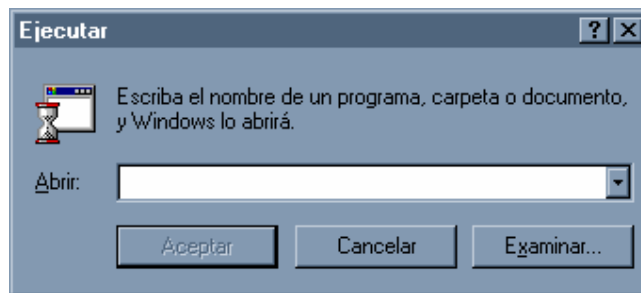 Ejecutar
Escriba el nombre de un programa, carpeta o documento,
y Windows lo abrirá.
Abrir:
Aceptar Cancelar Examinar...